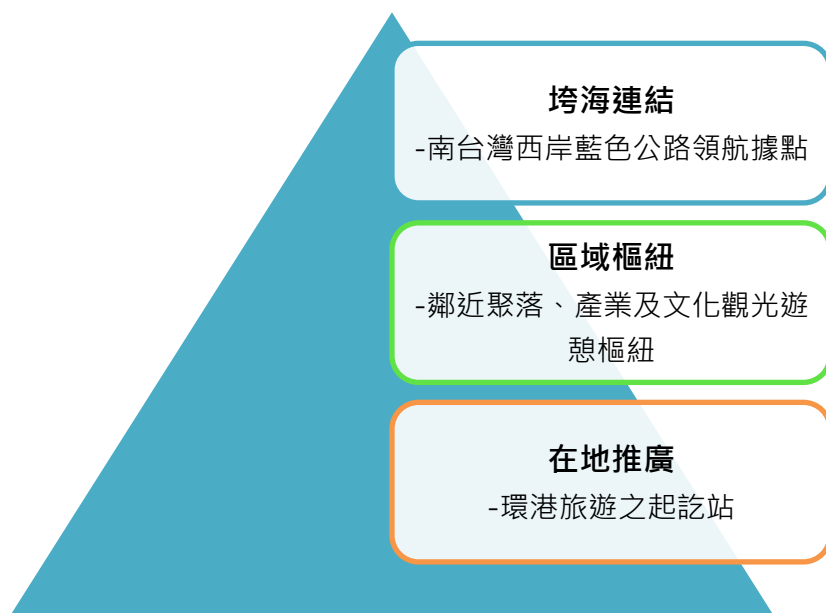 垮海連結
-南台灣西岸藍色公路領航據點
區域樞紐
-鄰近聚落、產業及文化觀光遊
憩樞紐
在地推廣
-環港旅遊之起訖站